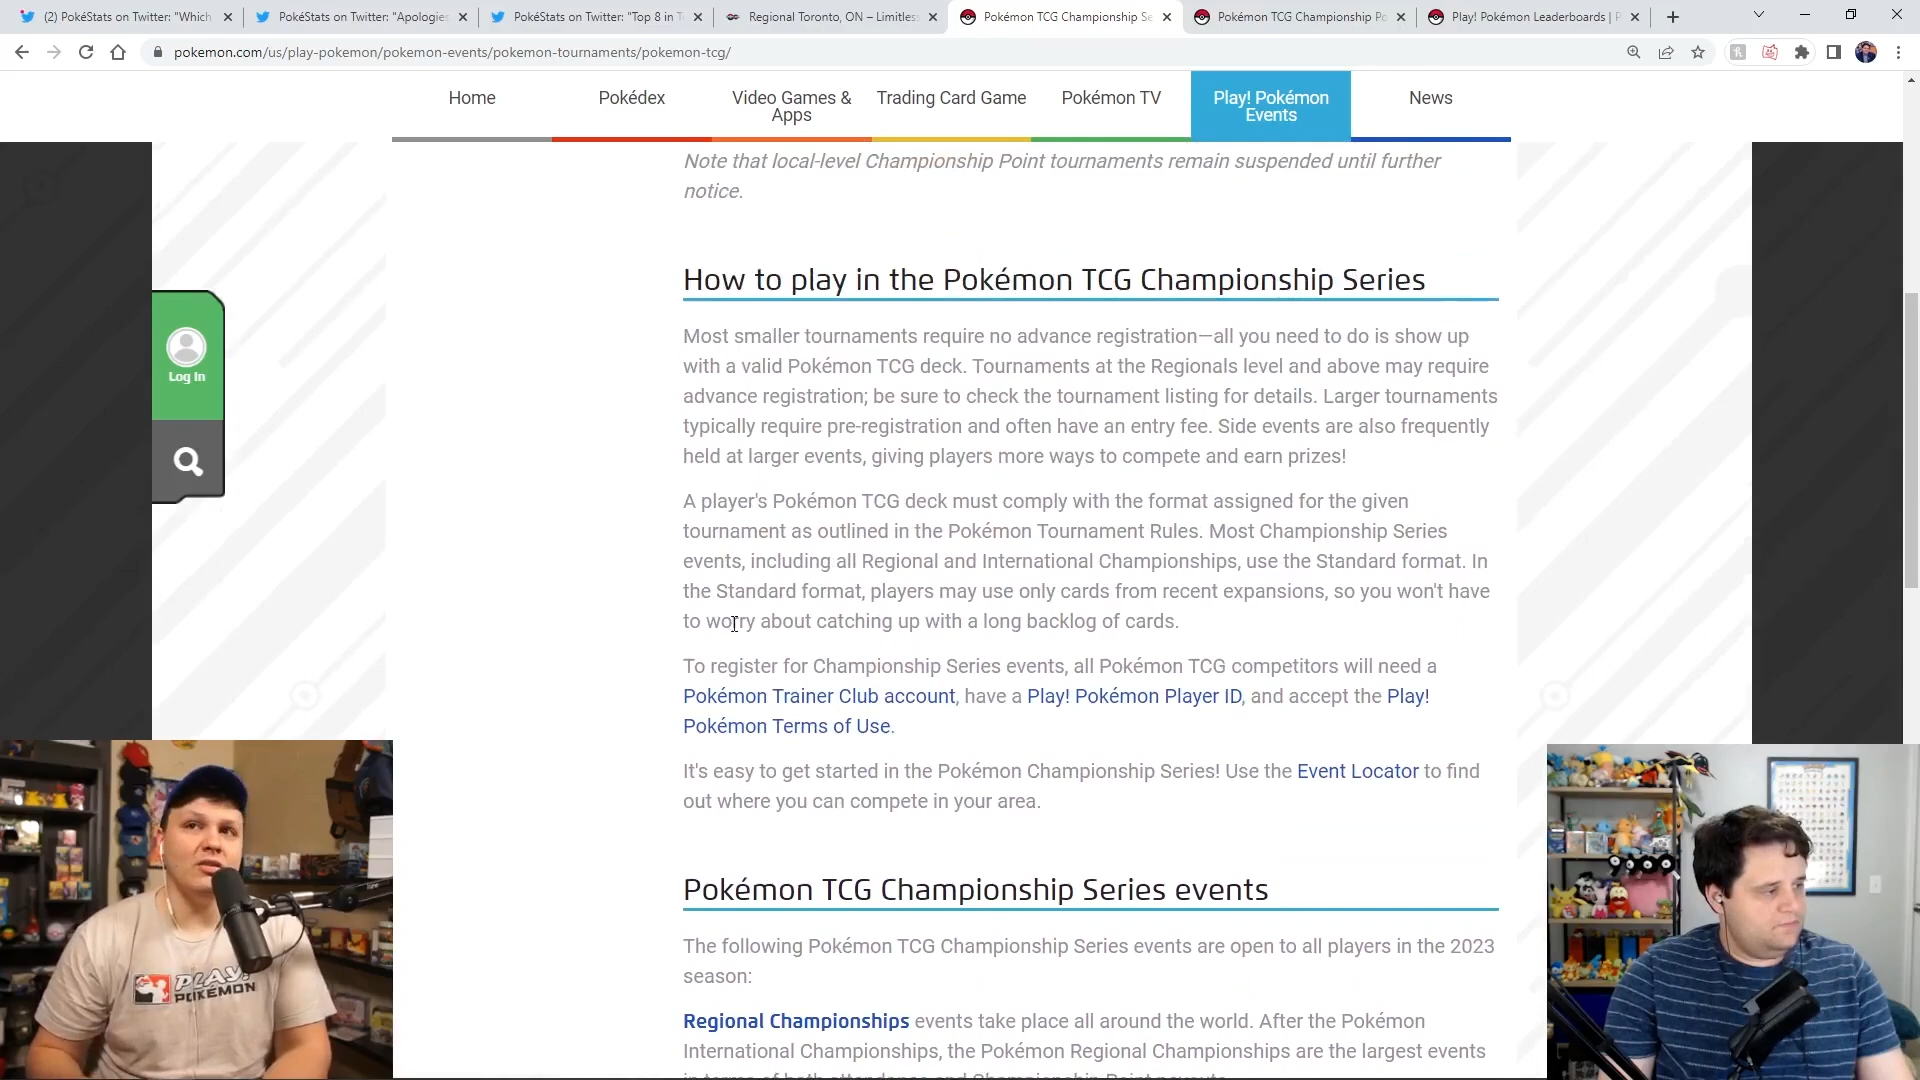 (2) PokéStats on Twitter: "Which
PokéStats on Twitter: "Apologies
PokéStats on Twitter: "Top 8 in T
Regional Toronto, ON – Limitless
Pokémon TCG Championship Se
Pokémon TCG Championship Po
Play! Pokémon Leaderboards | P
pokemon.com/us/play-pokemon/pokemon-events/pokemon-tournaments/pokemon-tcg/
Home
Pokédex
Video Games &
Apps
Trading Card Game
Pokémon TV
Play! Pokémon
Events
News
Log In
Note that local-level Championship Point tournaments remain suspended until further
notice.
How to play in the Pokémon TCG Championship Series
Most smaller tournaments require no advance registration—all you need to do is show up
with a valid Pokémon TCG deck. Tournaments at the Regionals level and above may require
advance registration; be sure to check the tournament listing for details. Larger tournaments
typically require pre-registration and often have an entry fee. Side events are also frequently
held at larger events, giving players more ways to compete and earn prizes!
A player's Pokémon TCG deck must comply with the format assigned for the given
tournament as outlined in the Pokémon Tournament Rules. Most Championship Series
events, including all Regional and International Championships, use the Standard format. In
the Standard format, players may use only cards from recent expansions, so you won't have
to worry about catching up with a long backlog of cards.
To register for Championship Series events, all Pokémon TCG competitors will need a
Pokémon Trainer Club account, have a Play! Pokémon Player ID, and accept the Play!
Pokémon Terms of Use.
It's easy to get started in the Pokémon Championship Series! Use the Event Locator to find
out where you can compete in your area.
Pokémon TCG Championship Series events
The following Pokémon TCG Championship Series events are open to all players in the 2023
season:
Regional Championships events take place all around the world. After the Pokémon
International Championships, the Pokémon Regional Championships are the largest events
in terms of both attendance and Championship Point payouts
PLAY!
POKÉMON